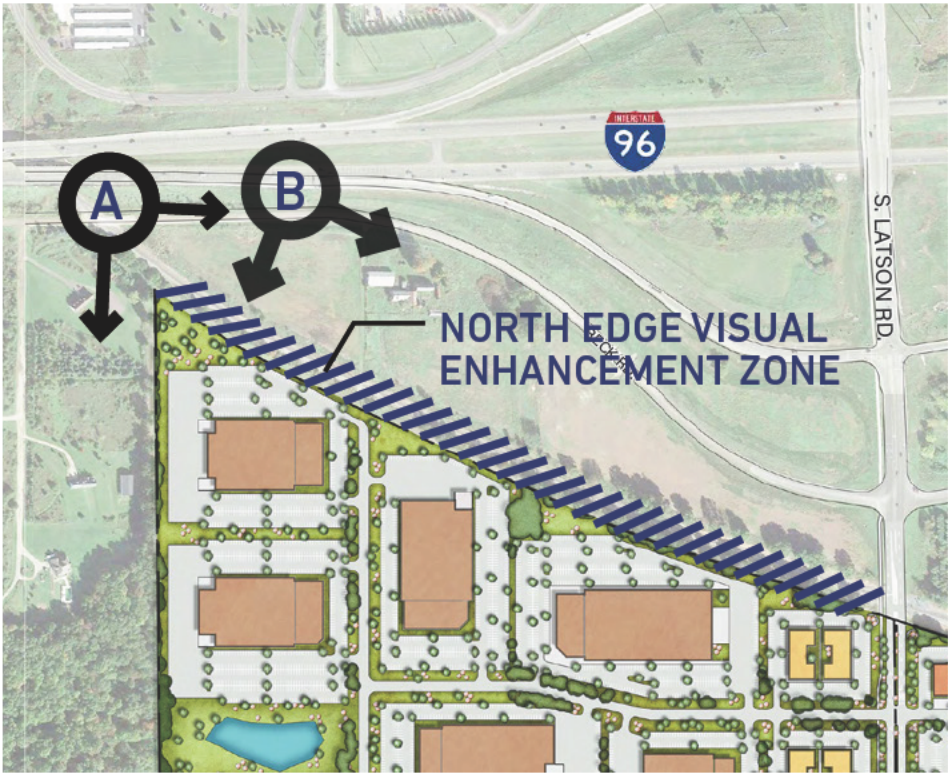 INTERSTATE
96
A
B
S. LATSON RD
NORTH EDGE VISUAL
ENHANCEMENT ZONE